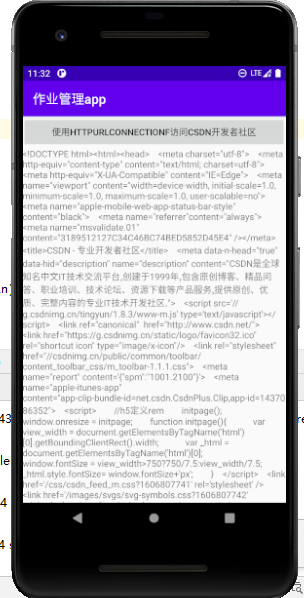 11:32
LTE
作业管理app
使用HTTPURLCONNECTIONF访问CSDN开发者社区
<!DOCTYPE html><html><head> <meta charset="utf-8"> <meta
http-equiv="content-type" content="text/html; charset=utf-8">
<meta http-equiv="X-UA-Compatible" content="IE=Edge"> <meta
name="viewport" content="width=device-width, initial-scale=1.0,
minimum-scale=1.0, maximum-scale=1.0, user-scalable=no">
<meta name="apple-mobile-web-app-status-bar-style"
content="black"> <meta name="referrer"content="always">
<meta name="msvalidate.01"
content="3189512127C34C46BC74BED5852D45E4" /></meta>
<title>CSDN - 专业开发者社区</title> <meta data-n-head="true"
data-hid="description" name="description" content="CSDN是全球
知名中文IT技术交流平台,创建于1999年,包含原创博客、精品问
答、职业培训、技术论坛、资源下载等产品服务,提供原创、优
质、完整内容的专业IT技术开发社区."> <script src='//
g.csdnimg.cn/tingyun/1.8.3/www-m.js' type='text/javascript'></
script> <link rel="canonical" href="http://www.csdn.net/">
<link href="https://g.csdnimg.cn/static/logo/favicon32.ico"
rel="shortcut icon" type="image/x-icon"/> <link rel="stylesheet"
href="//csdnimg.cn/public/common/toolbar/
content_toolbar_css/m_toolbar-1.1.1.css"> <meta
name="report" content='{"spm":"1001.2100"}'> <meta
name="apple-itunes-app"
content="app-clip-bundle-id=net.csdn.CsdnPlus.Clip,app-id=14370
86352"> <script> //h5定义rem initpage();
window.onresize = initpage; function initpage(){ var
view_width = document.getElementsByTagName('html')
[0].getBoundingClientRect().width; var _html =
document.getElementsByTagName('html')[0];
window.fontSize = view_width>750?750/7.5:view_width/7.5;
_html.style.fontSize= window.fontSize+'px'; } </script> <link
href='/css/csdn_feed_m.css?1606807741' rel='stylesheet' />
<link href='/images/svgs/svg-symbols.css?1606807742'